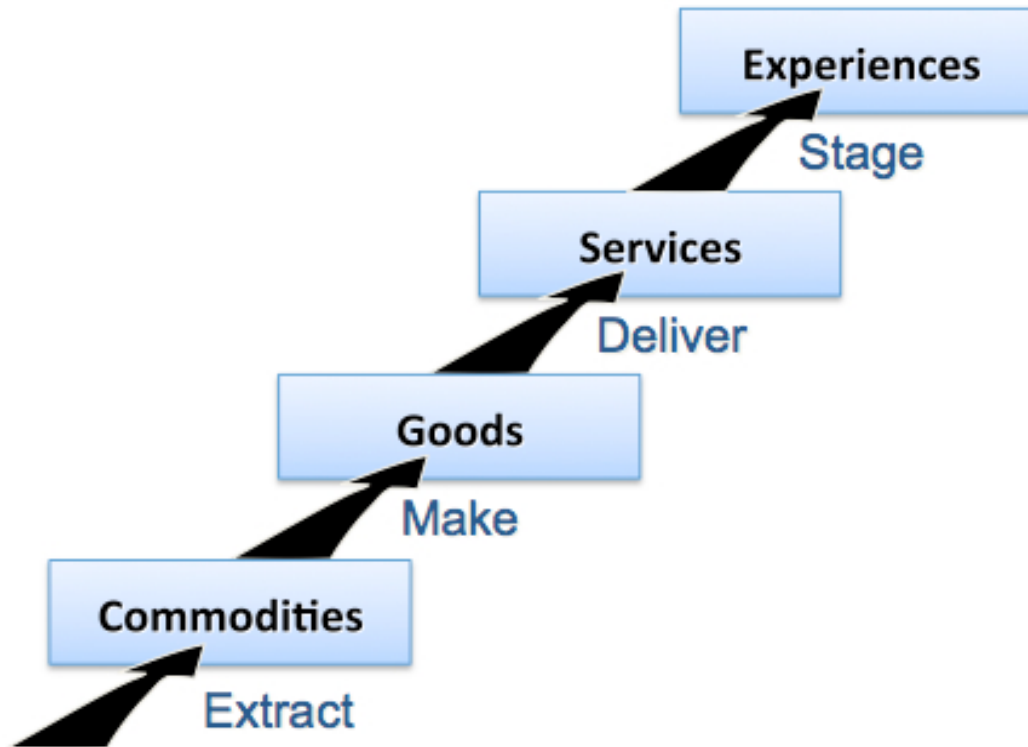 Experiences
Stage
Services
Deliver
Goods
Make
Commodities
Extract